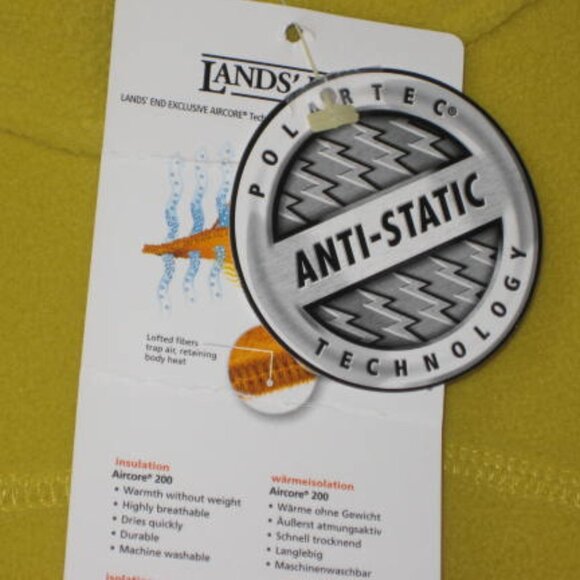 LANDS'
LANDS' END EXCLUSIVE AIRCORE®
POLARTEC®
ANTI-STATIC
TECHNOLOGY
Lofted fibers
trap air, retaining
body heat
insulation
Aircore® 200
• Warmth without weight
• Highly breathable
• Dries quickly
• Durable
• Machine washable
wärmeisolation
Aircore® 200
• Wärme ohne Gewicht
• Äußerst atmungsaktiv
• Schnell trocknend
• Langlebig
• Maschinenwaschbar